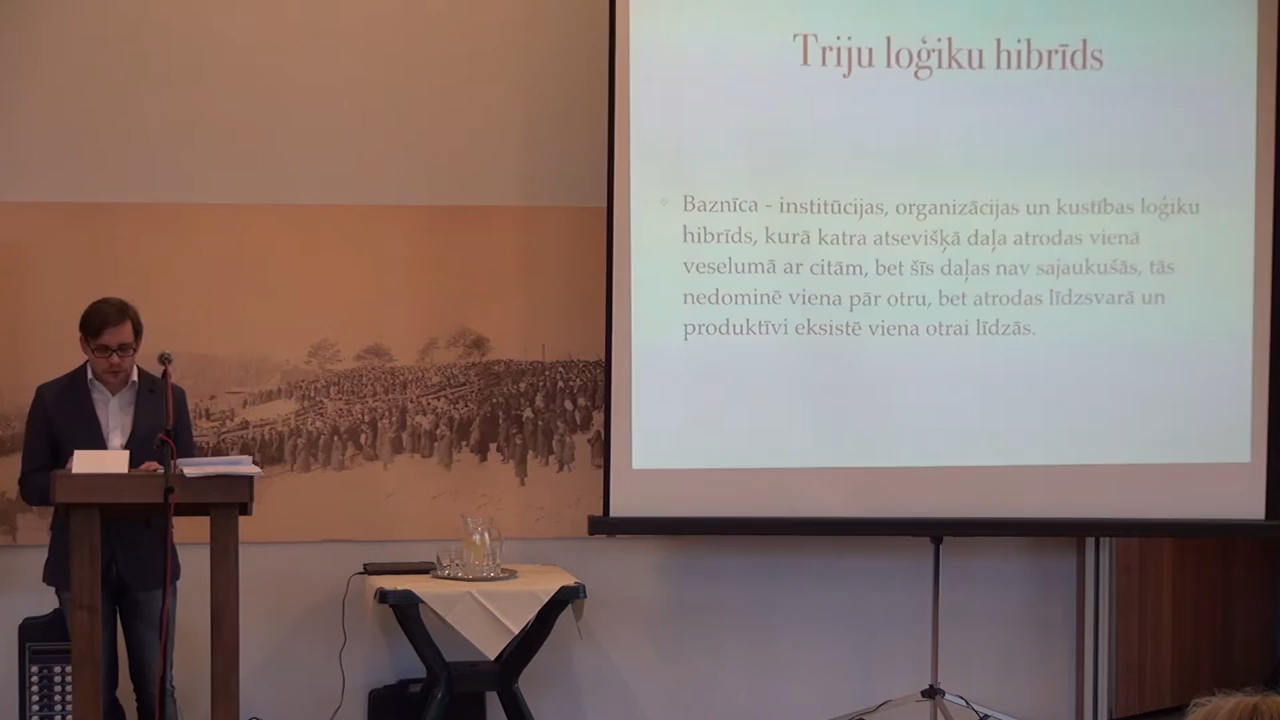 Triju loģiku hibrīds
Baznīca - institūcijas, organizācijas un kustības loģiku
hibrīds, kurā katra atsevišķā daļa atrodas vienā
veselumā ar citām, bet šīs daļas nav sajaukušās, tās
nedominē viena pār otru, bet atrodas līdzsvarā un
produktīvi eksistē viena otrai līdzās.